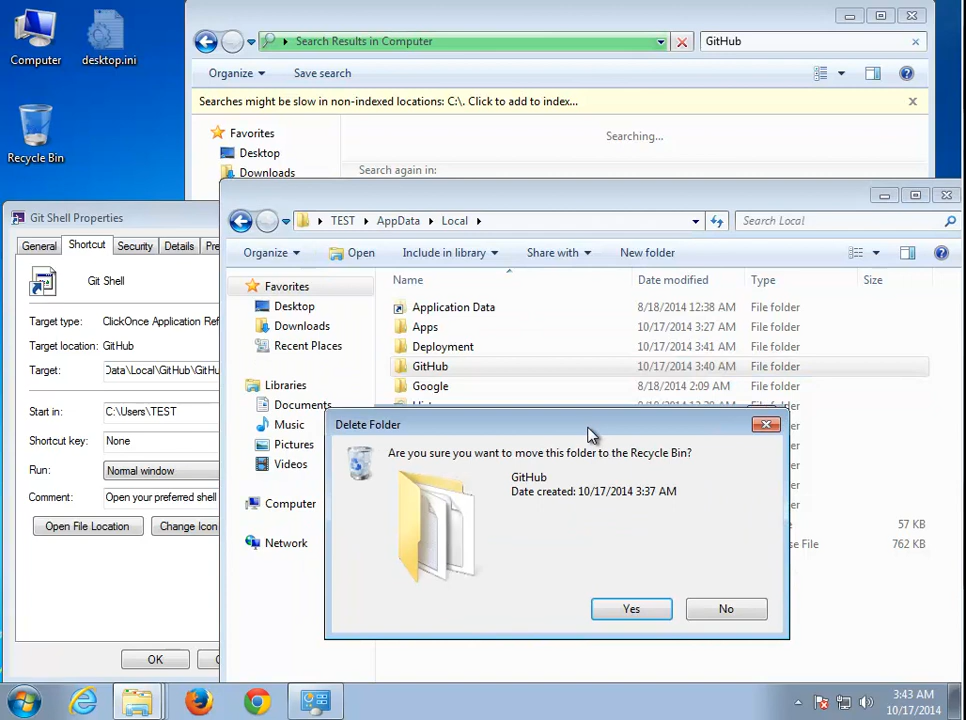 Computer
desktop.ini
Recycle Bin
Search Results in Computer
GitHub
Organize
Save search
Searches might be slow in non-indexed locations: C:\. Click to add to index...
Favorites
Desktop
Downloads
Searching...
Search again in:
Git Shell Properties
General
Shortcut
Security
Details
Git Shell
Target type: ClickOnce Application Ref
Target location: GitHub
Target:
Start in: C:\Users\TEST
Shortcut key: None
Run: Normal window
Comment: Open your preferred shell
Open File Location
Change Icon
OK
TEST
AppData
Local
Search Local
Organize
Open
Include in library
Share with
New folder
Favorites
Desktop
Downloads
Recent Places
Libraries
Documents
Music
Pictures
Videos
Computer
Network
Name Date modified Type Size
Application Data 8/18/2014 12:38 AM File folder
Apps 10/17/2014 3:27 AM File folder
Deployment 10/17/2014 3:41 AM File folder
GitHub 10/17/2014 3:40 AM File folder
Google 8/18/2014 2:09 AM File folder
57 KB
762 KB
Delete Folder
Are you sure you want to move this folder to the Recycle Bin?
GitHub
Date created: 10/17/2014 3:37 AM
Yes
No
3:43 AM
10/17/2014